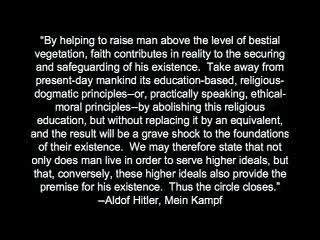 "By helping to raise man above the level of bestial
vegetation, faith contributes in reality to the securing
and safeguarding of his existence.  Take away from
present-day mankind its education-based, religious-
dogmatic principles--or, practically speaking, ethical-
moral principles--by abolishing this religious
education, but without replacing it by an equivalent,
and the result will be a grave shock to the foundations
of their existence.  We may therefore state that not
only does man live in order to serve higher ideals, but
that, conversely, these higher ideals also provide the
premise for his existence.  Thus the circle closes."
--Aldof Hitler, Mein Kampf